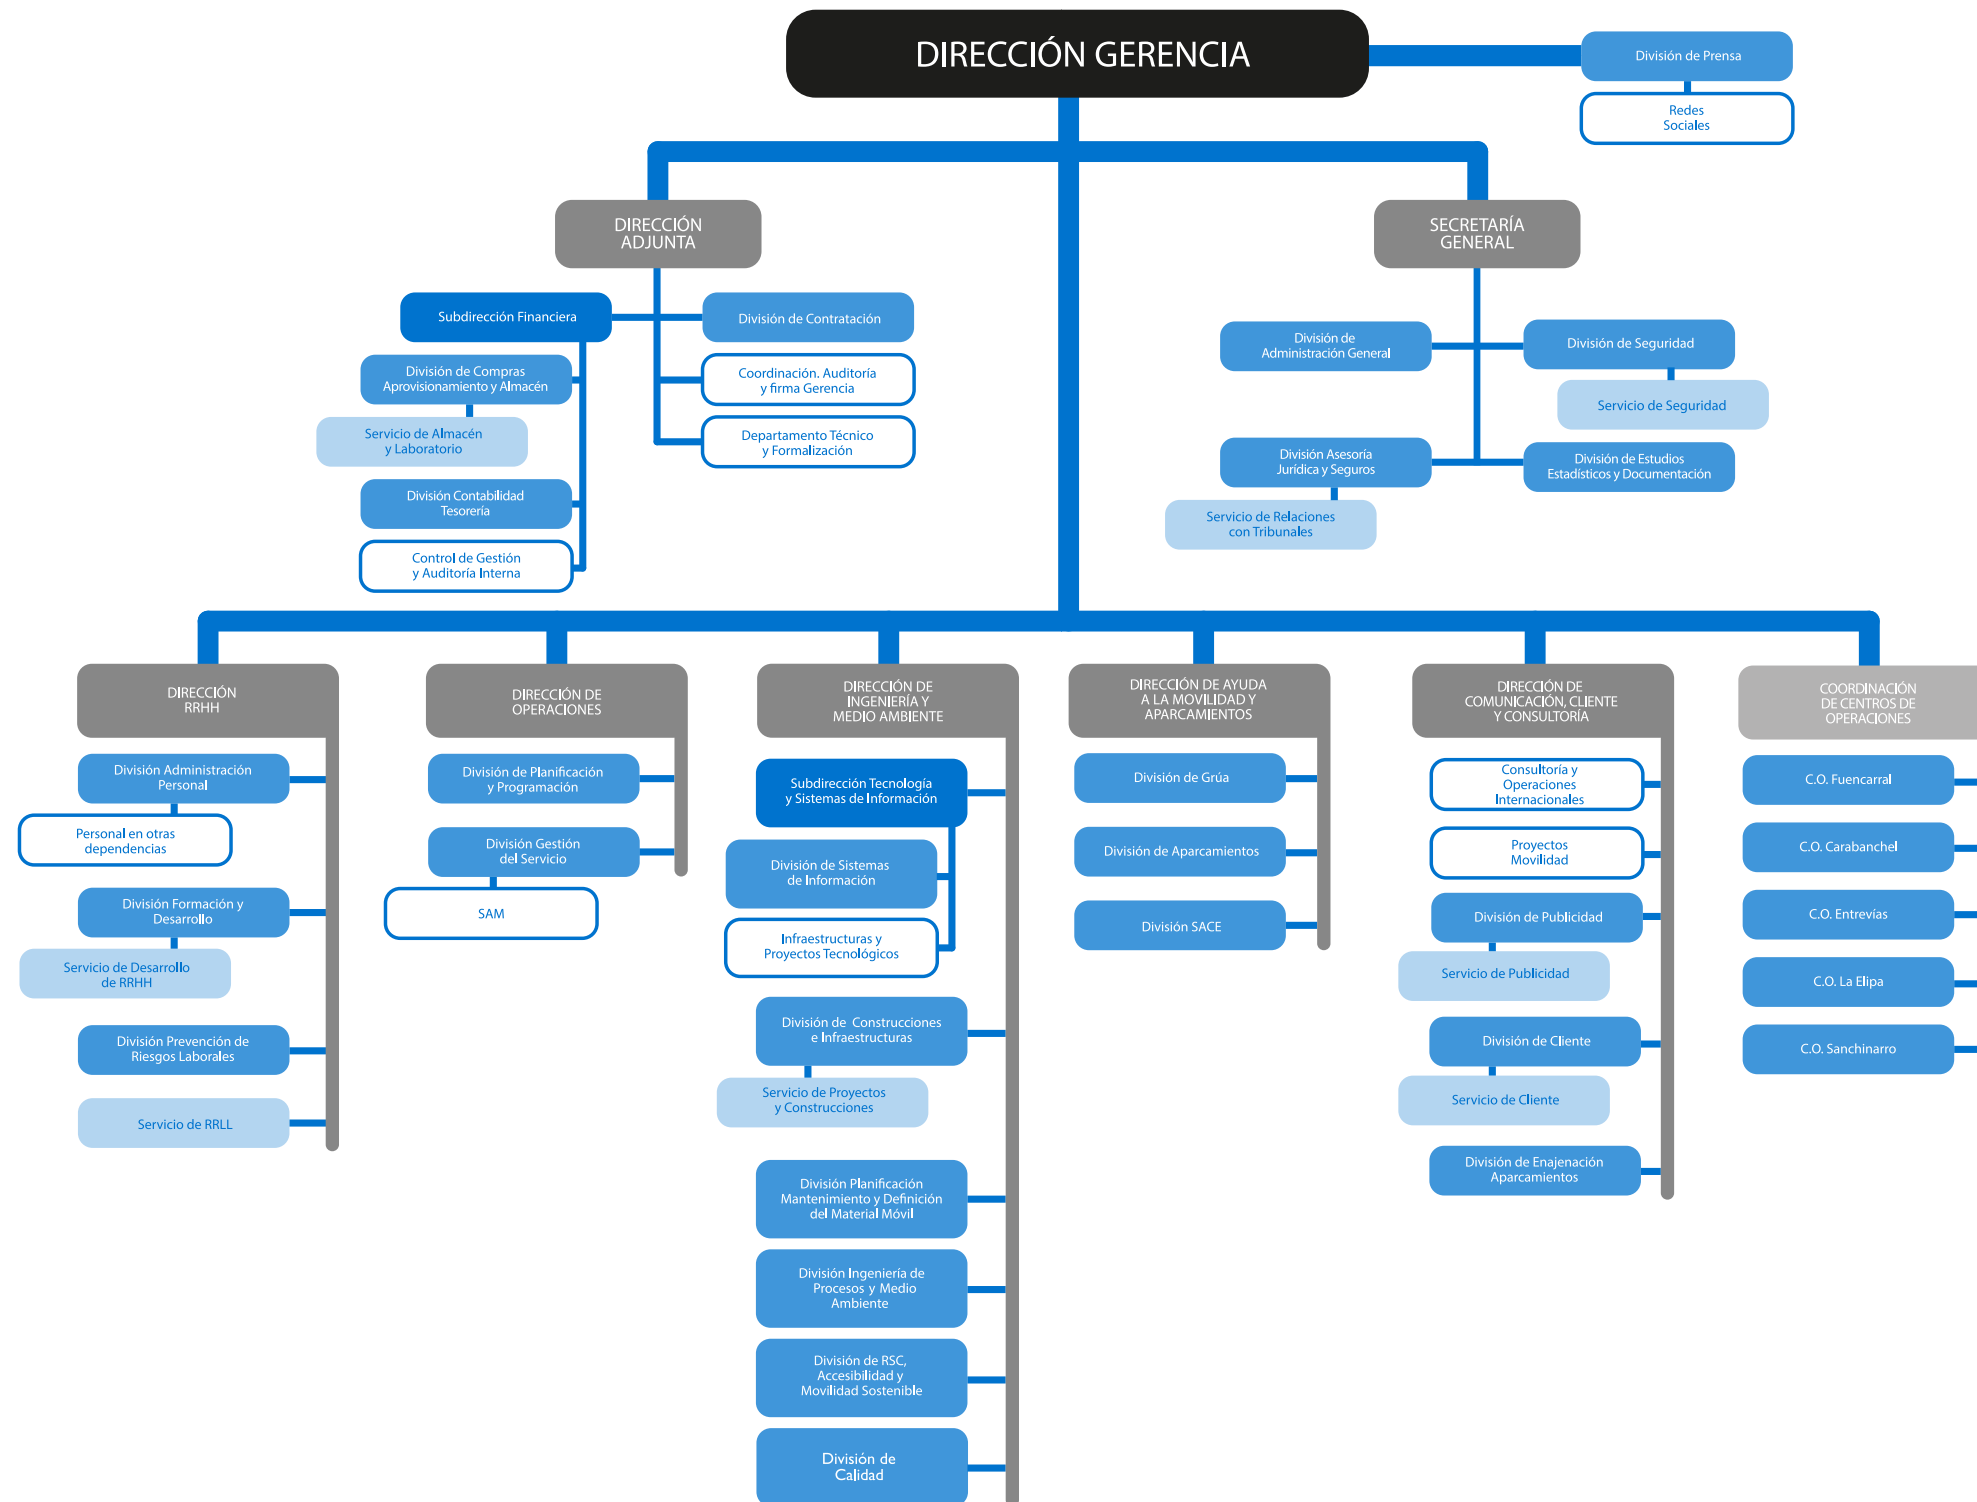 DIRECCIÓN GERENCIA
División de Prensa
Redes
Sociales
DIRECCIÓN
ADJUNTA
SECRETARÍA
GENERAL
Subdirección Financiera
División de Contratación
División de Compras
Aprovisionamiento y Almacén
Coordinación. Auditoría
y firma Gerencia
Servicio de Almacén
y Laboratorio
Departamento Técnico
y Formalización
División Contabilidad
Tesorería
Control de Gestión
y Auditoría Interna
División de
Administración General
División de Seguridad
Servicio de Seguridad
División Asesoría
Jurídica y Seguros
División de Estudios
Estadísticos y Documentación
Servicio de Relaciones
con Tribunales
DIRECCIÓN
RRHH
División Administración
Personal
Personal en otras
dependencias
División Formación y
Desarrollo
Servicio de Desarrollo
de RRHH
División Prevención de
Riesgos Laborales
Servicio de RRLL
DIRECCIÓN DE
OPERACIONES
División de Planificación
y Programación
División Gestión
del Servicio
SAM
DIRECCIÓN DE
INGENIERÍA Y
MEDIO AMBIENTE
Subdirección Tecnología
y Sistemas de Información
División de Sistemas
de Información
Infraestructuras y
Proyectos Tecnológicos
División de Construcciones
e Infraestructuras
Servicio de Proyectos
y Construcciones
División Planificación
Mantenimiento y Definición
del Material Móvil
División Ingeniería de
Procesos y Medio
Ambiente
División de RSC,
Accesibilidad y
Movilidad Sostenible
División de
Calidad
DIRECCIÓN DE AYUDA
A LA MOVILIDAD Y
APARCAMIENTOS
División de Grúa
División de Aparcamientos
División SACE
DIRECCIÓN DE
COMUNICACIÓN, CLIENTE
Y CONSULTORÍA
Consultoría y
Operaciones
Internacionales
Proyectos
Movilidad
División de Publicidad
Servicio de Publicidad
División de Cliente
Servicio de Cliente
División de Enajenación
Aparcamientos
COORDINACIÓN
DE CENTROS DE
OPERACIONES
C.O. Fuencarral
C.O. Carabanchel
C.O. Entrevías
C.O. La Elipa
C.O. Sanchinarro